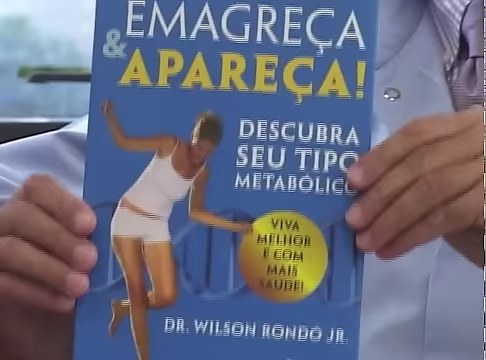 EMAGREÇA
& APAREÇA!
DESCUBRA
SEU TIPO
METABÓLICO
VIVA
MELHOR
E COM
MAIS
SAÚDE!
DR. WILSON RONDÓ JR.